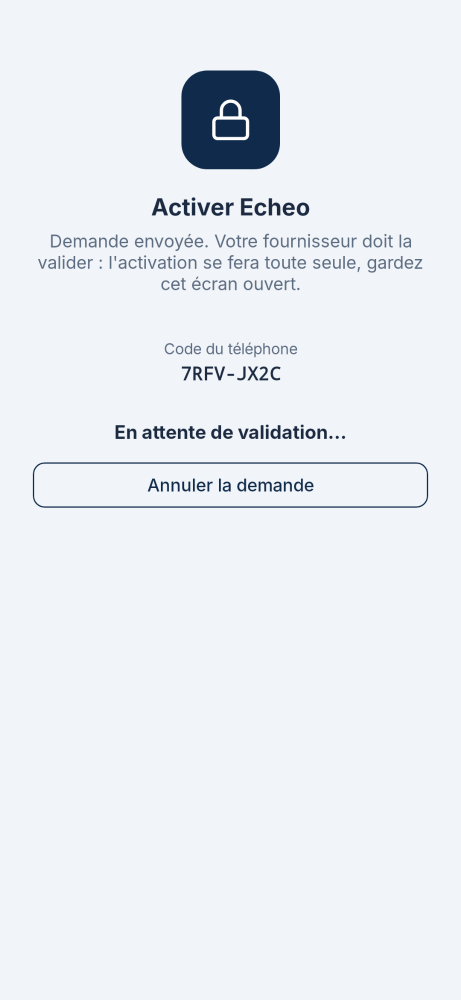 Activer Echeo
Demande envoyée. Votre fournisseur doit la
valider : l'activation se fera toute seule, gardez
cet écran ouvert.
Code du téléphone
7RFV-JX2C
En attente de validation...
Annuler la demande